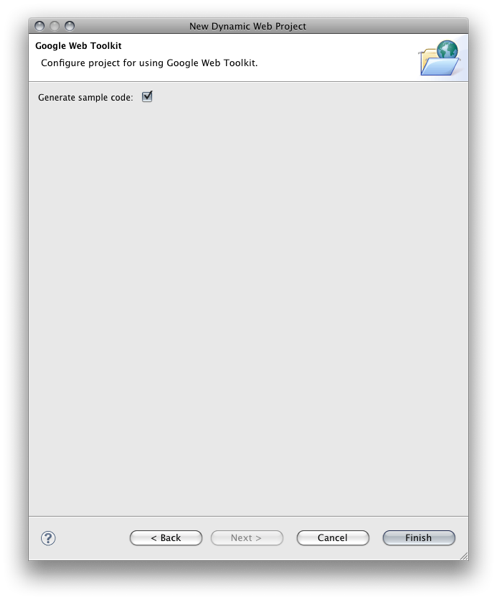 New Dynamic Web Project
Google Web Toolkit
Configure project for using Google Web Toolkit.
Generate sample code:
?
< Back
Next >
Cancel
Finish